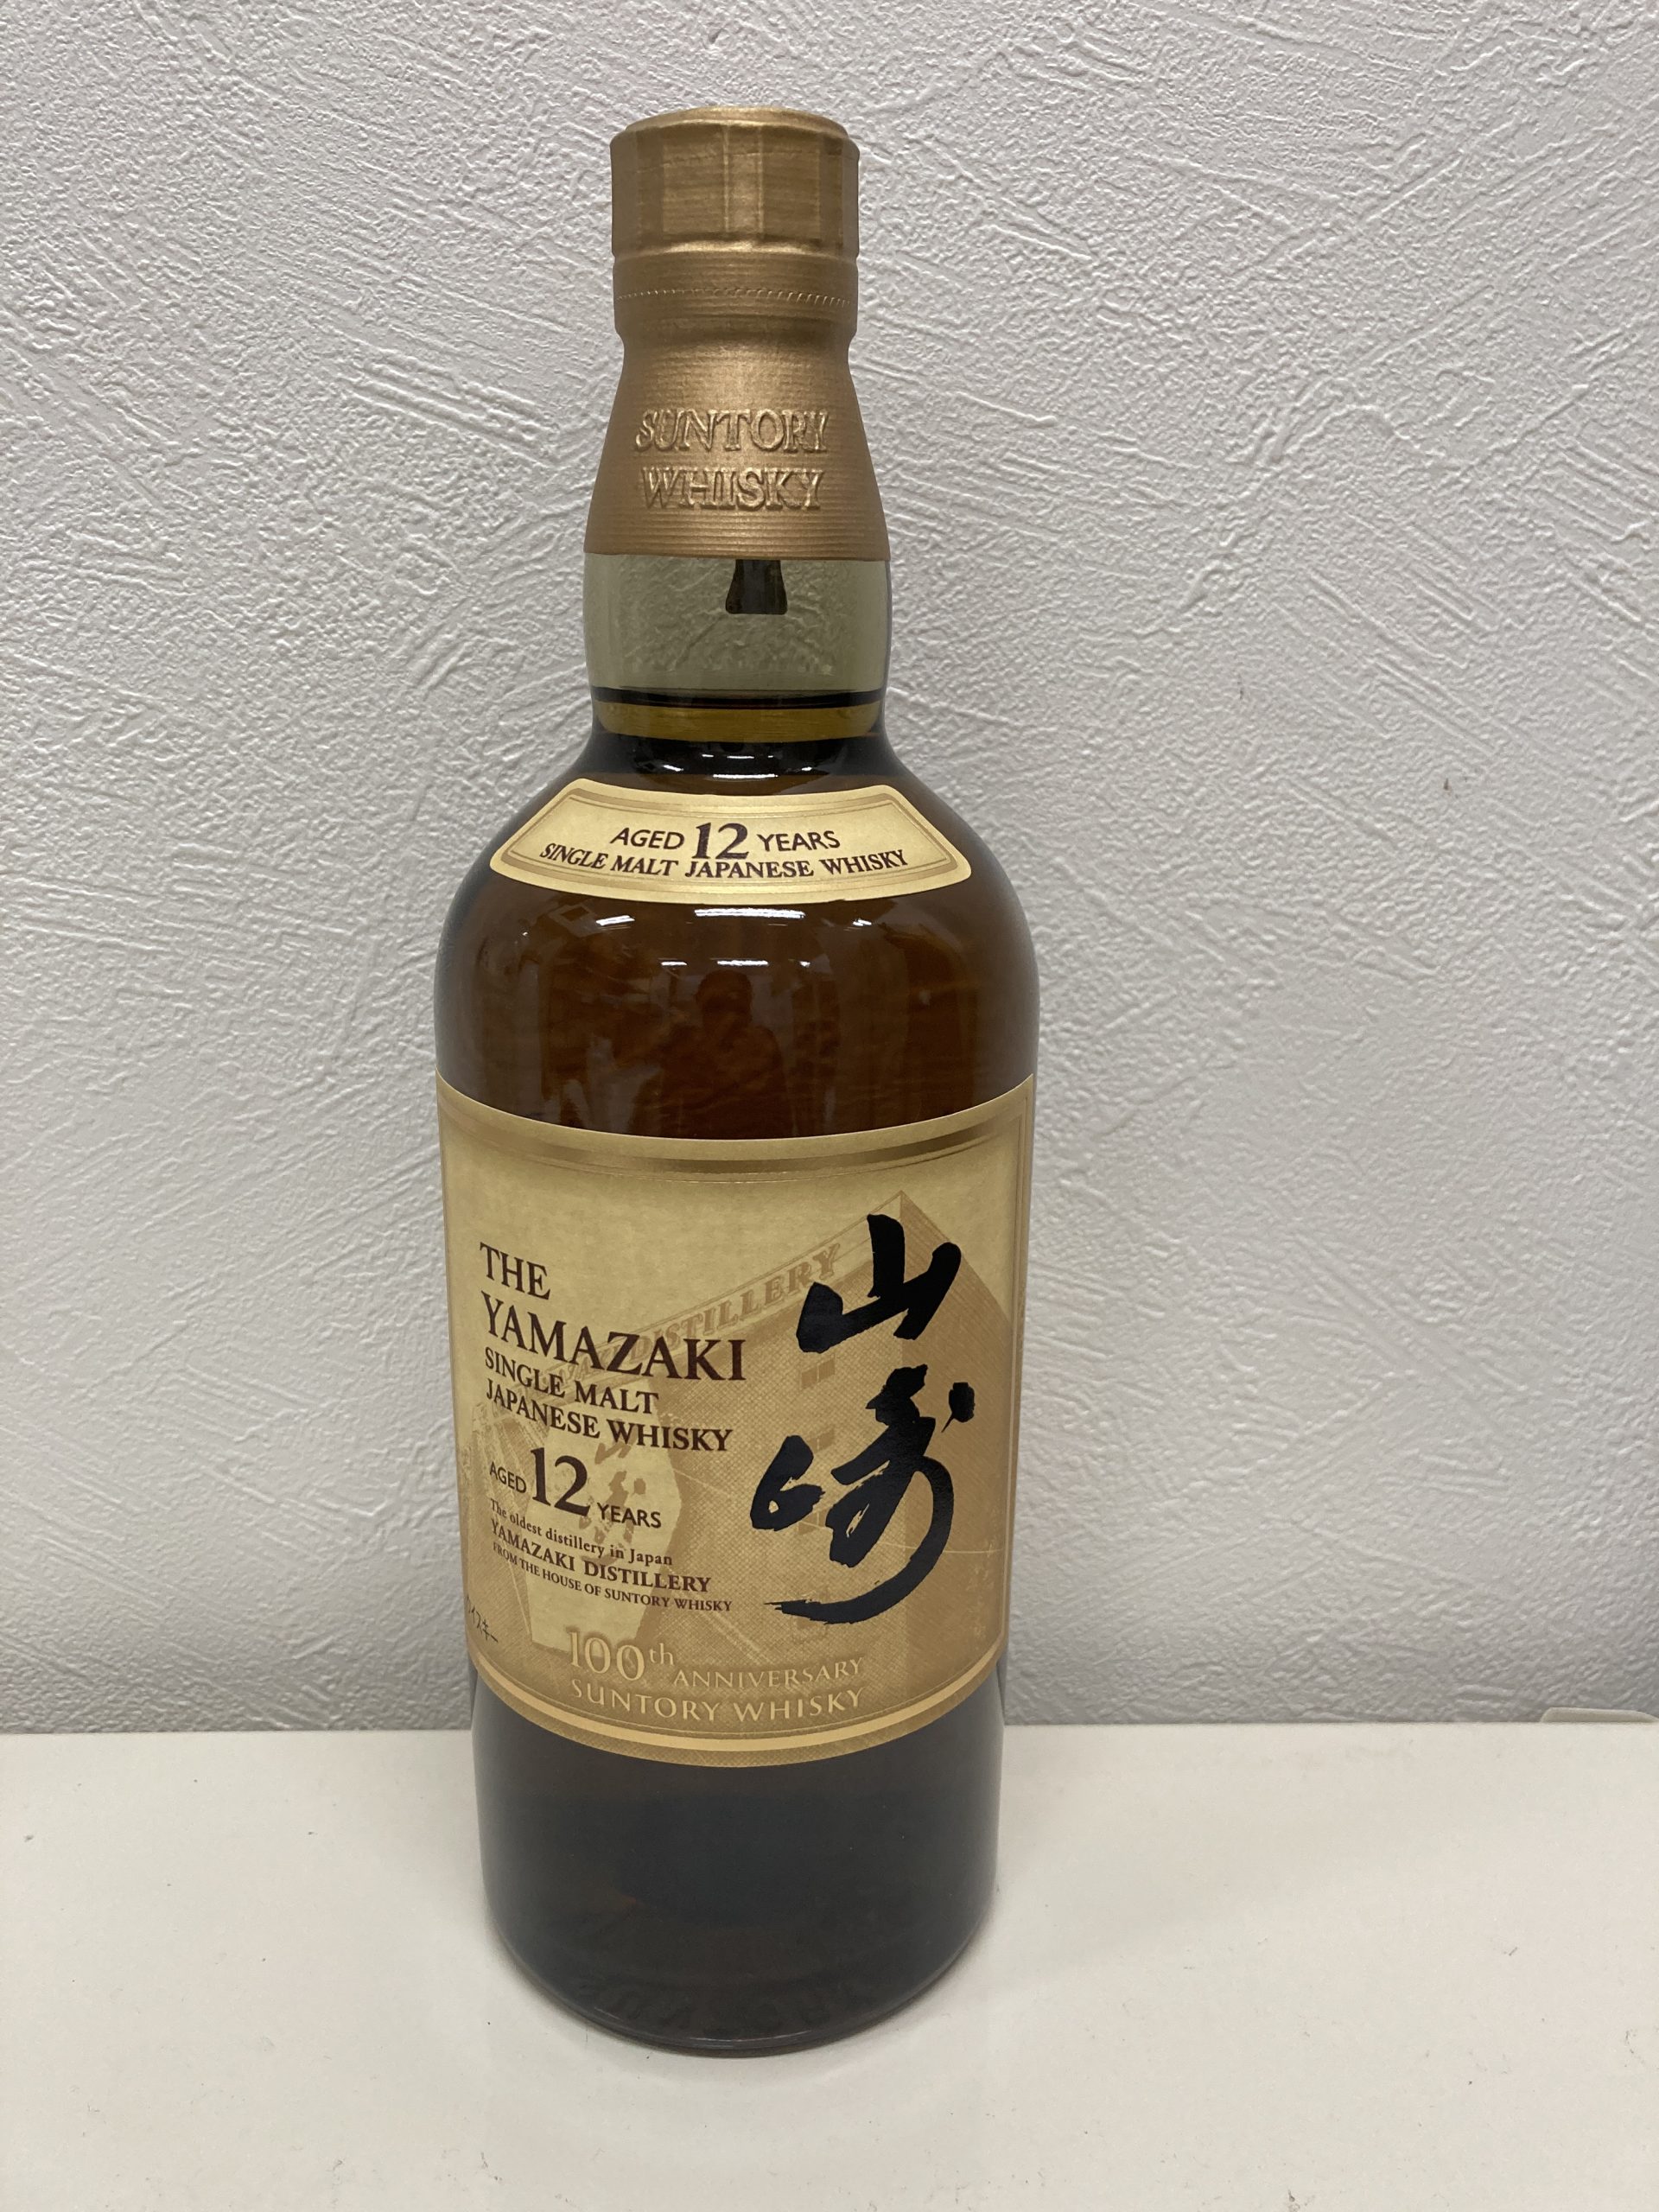 SUNTORY
WHISKY
AGED 12 YEARS
SINGLE MALT JAPANESE WHISKY
THE
YAMAZAKI
SINGLE MALT
JAPANESE WHISKY
AGED 12 YEARS
The oldest distillery in Japan
YAMAZAKI DISTILLERY
FROM THE HOUSE OF SUNTORY WHISKY
山崎
DISTILLERY
100th ANNIVERSARY
SUNTORY WHISKY